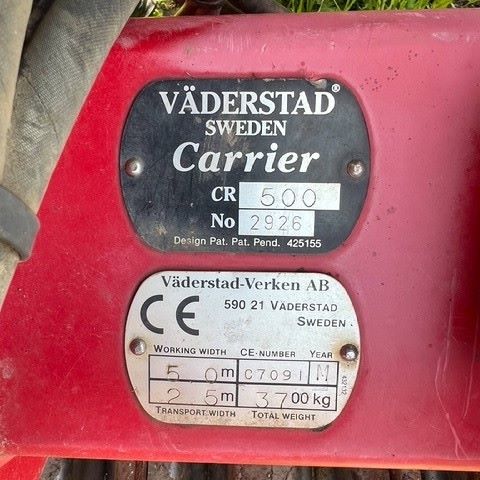 VÄDERSTAD®
SWEDEN
Carrier
CR 500
No 2926
Design Pat. Pat. Pend. 425155
Väderstad-Verken AB
CE 590 21 VÄDERSTAD
SWEDEN
WORKING WIDTH CE-NUMBER YEAR
5.0 m 07091 M
2.5 m 3700 kg
TRANSPORT.WIDTH TOTAL WEIGHT